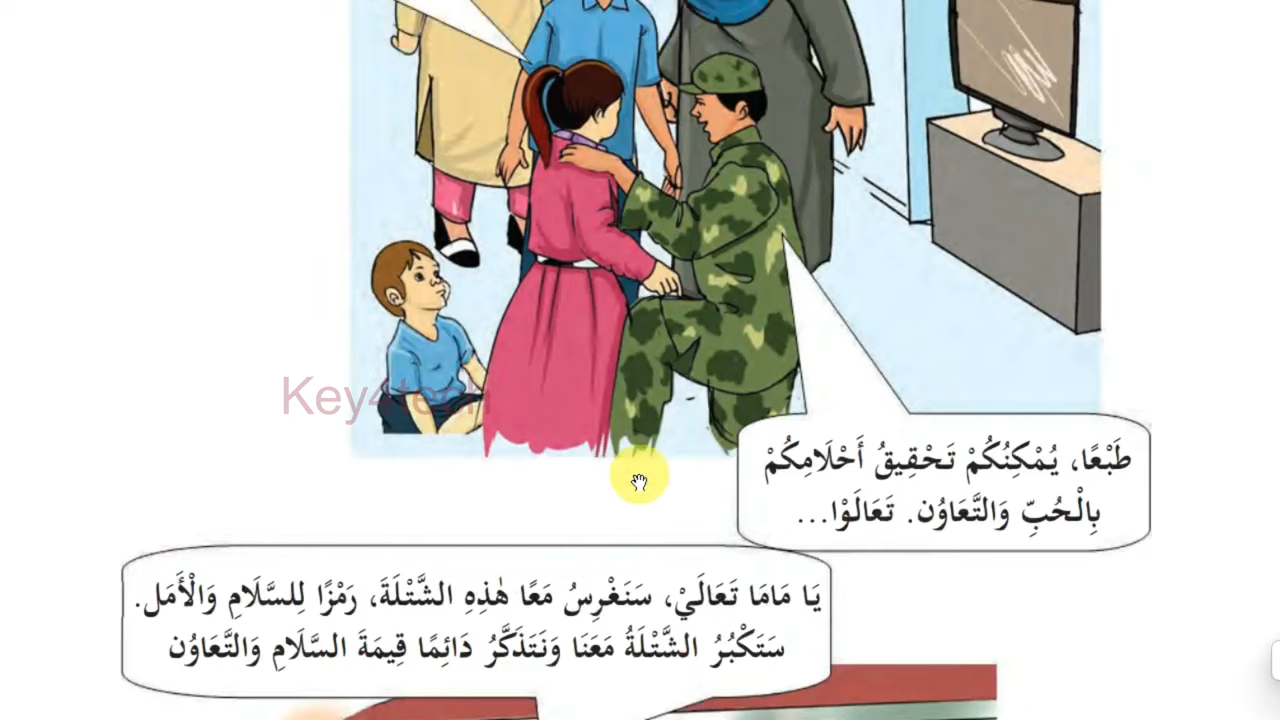 Key4tech
طَبْعًا، يُمْكِنُكُمْ تَحْقِيقُ أَحْلَامِكُمْ
بِالْحُبِّ وَالتَّعَاوُن. تَعَالَوْا...
يَا مَامَا تَعَالَيْ، سَنَغْرِسُ مَعًا هٰذِهِ الشَّتْلَةَ، رَمْزًا لِلسَّلَامِ وَالْأَمَل.
سَتَكْبُرُ الشَّتْلَةُ مَعَنَا وَنَتَذَكَّرُ دَائِمًا قِيمَةَ السَّلَامِ وَالتَّعَاوُن